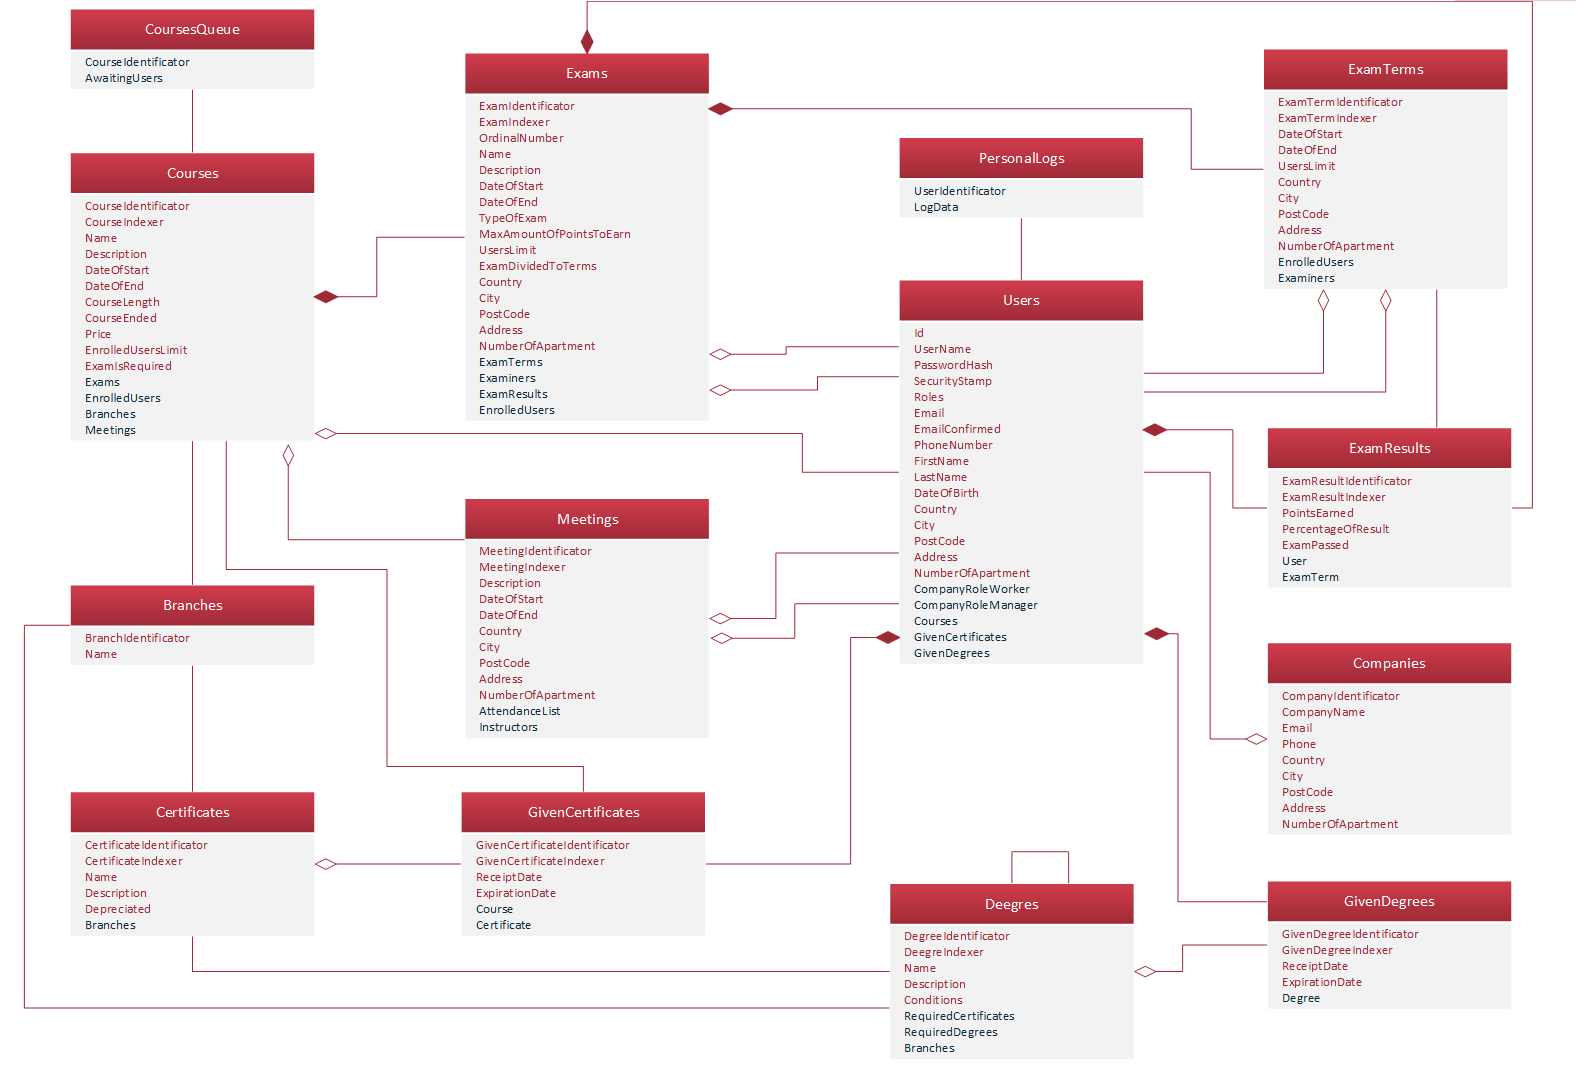 CoursesQueue
CourseIdentificator
AwaitingUsers
Courses
CourseIdentificator
CourseIndexer
Name
Description
DateOfStart
DateOfEnd
CourseLength
CourseEnded
Price
EnrolledUsersLimit
ExamIsRequired
Exams
EnrolledUsers
Branches
Meetings
Exams
ExamIdentificator
ExamIndexer
OrdinalNumber
Name
Description
DateOfStart
DateOfEnd
TypeOfExam
MaxAmountOfPointsToEarn
UsersLimit
ExamDividedToTerms
Country
City
PostCode
Address
NumberOfApartment
ExamTerms
Examiners
ExamResults
EnrolledUsers
PersonalLogs
UserIdentificator
LogData
ExamTerms
ExamTermIdentificator
ExamTermIndexer
DateOfStart
DateOfEnd
UsersLimit
Country
City
PostCode
Address
NumberOfApartment
EnrolledUsers
Examiners
Users
Id
UserName
PasswordHash
SecurityStamp
Roles
Email
EmailConfirmed
PhoneNumber
FirstName
LastName
DateOfBirth
Country
City
PostCode
Address
NumberOfApartment
CompanyRoleWorker
CompanyRoleManager
Courses
GivenCertificates
GivenDegrees
ExamResults
ExamResultIdentificator
ExamResultIndexer
PointsEarned
PercentageOfResult
ExamPassed
User
ExamTerm
Meetings
MeetingIdentificator
MeetingIndexer
Description
DateOfStart
DateOfEnd
Country
City
PostCode
Address
NumberOfApartment
AttendanceList
Instructors
Branches
BranchIdentificator
Name
Companies
CompanyIdentificator
CompanyName
Email
Phone
Country
City
PostCode
Address
NumberOfApartment
Certificates
CertificateIdentificator
CertificateIndexer
Name
Description
Depreciated
Branches
GivenCertificates
GivenCertificateIdentificator
GivenCertificateIndexer
ReceiptDate
ExpirationDate
Course
Certificate
Deegres
DegreeIdentificator
DeegreIndexer
Name
Description
Conditions
RequiredCertificates
RequiredDegrees
Branches
GivenDegrees
GivenDegreeIdentificator
GivenDegreeIndexer
ReceiptDate
ExpirationDate
Degree